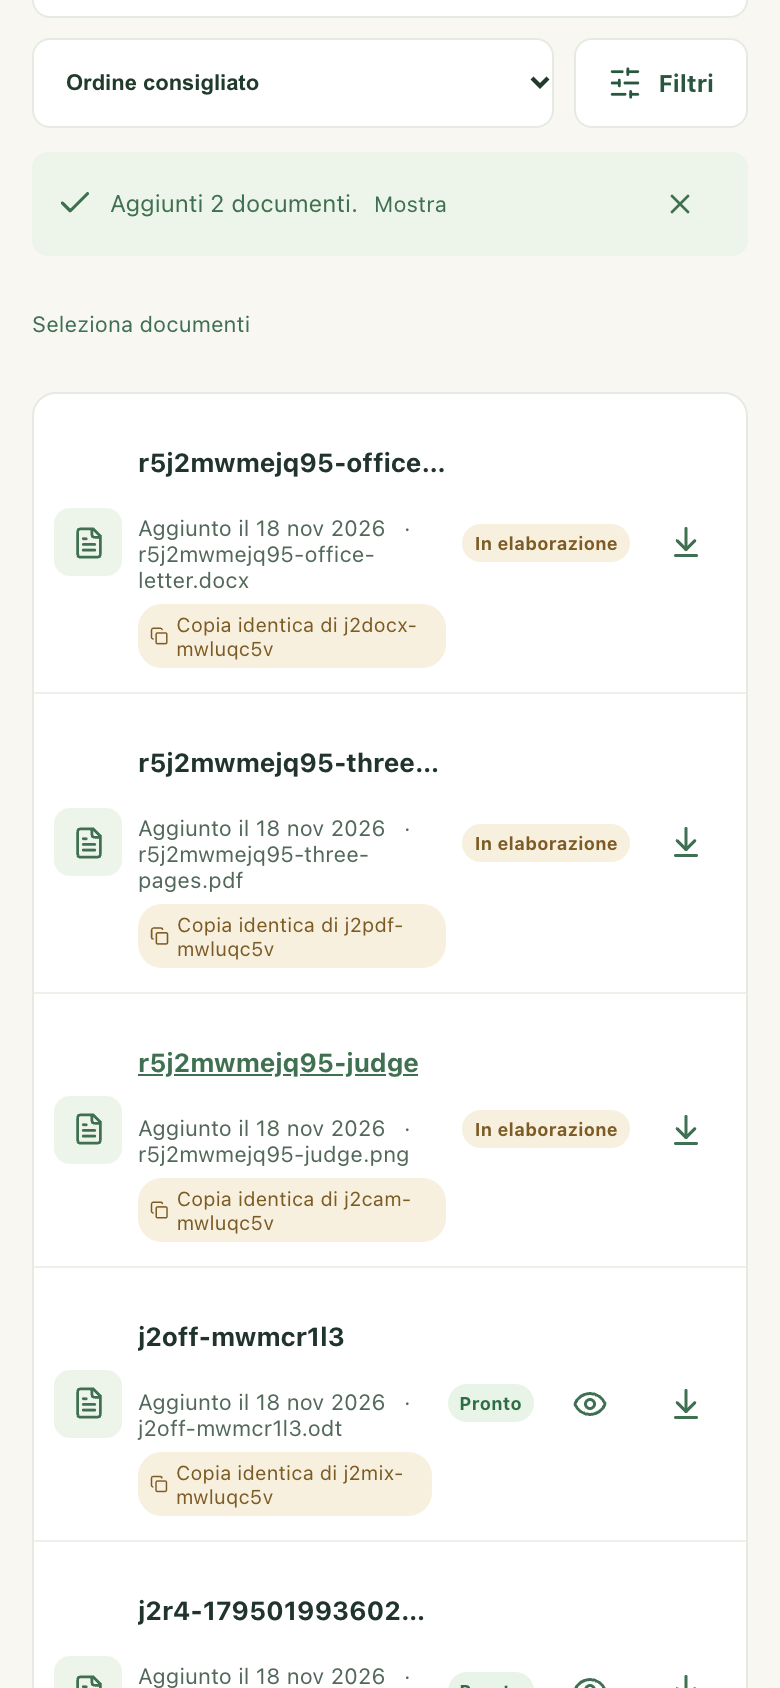 Ordine consigliato
Filtri
Aggiunti 2 documenti. Mostra
Seleziona documenti
r5j2mwmejq95-office...
Aggiunto il 18 nov 2026 ·
r5j2mwmejq95-office-
letter.docx
In elaborazione
Copia identica di j2docx-
mwluqc5v
r5j2mwmejq95-three...
Aggiunto il 18 nov 2026 ·
r5j2mwmejq95-three-
pages.pdf
In elaborazione
Copia identica di j2pdf-
mwluqc5v
r5j2mwmejq95-judge
Aggiunto il 18 nov 2026 ·
r5j2mwmejq95-judge.png
In elaborazione
Copia identica di j2cam-
mwluqc5v
j2off-mwmcr1l3
Aggiunto il 18 nov 2026 ·
j2off-mwmcr1l3.odt
Pronto
Copia identica di j2mix-
mwluqc5v
j2r4-179501993602...
Aggiunto il 18 nov 2026 ·
Pronto